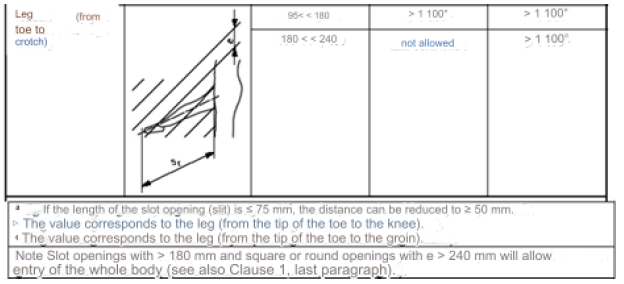 Leg (from
toe to
crotch)
95< < 180
> 1 100"
> 1 100"
180 < < 240
not allowed
> 1 100°.
e
Sr
a If the length of the slot opening (slit) is ≤ 75 mm, the distance can be reduced to ≥ 50 mm.
The value corresponds to the leg (from the tip of the toe to the knee).
The value corresponds to the leg (from the tip of the toe to the groin).
Note Slot openings with > 180 mm and square or round openings with e > 240 mm will allow
entry of the whole body (see also Clause 1, last paragraph).